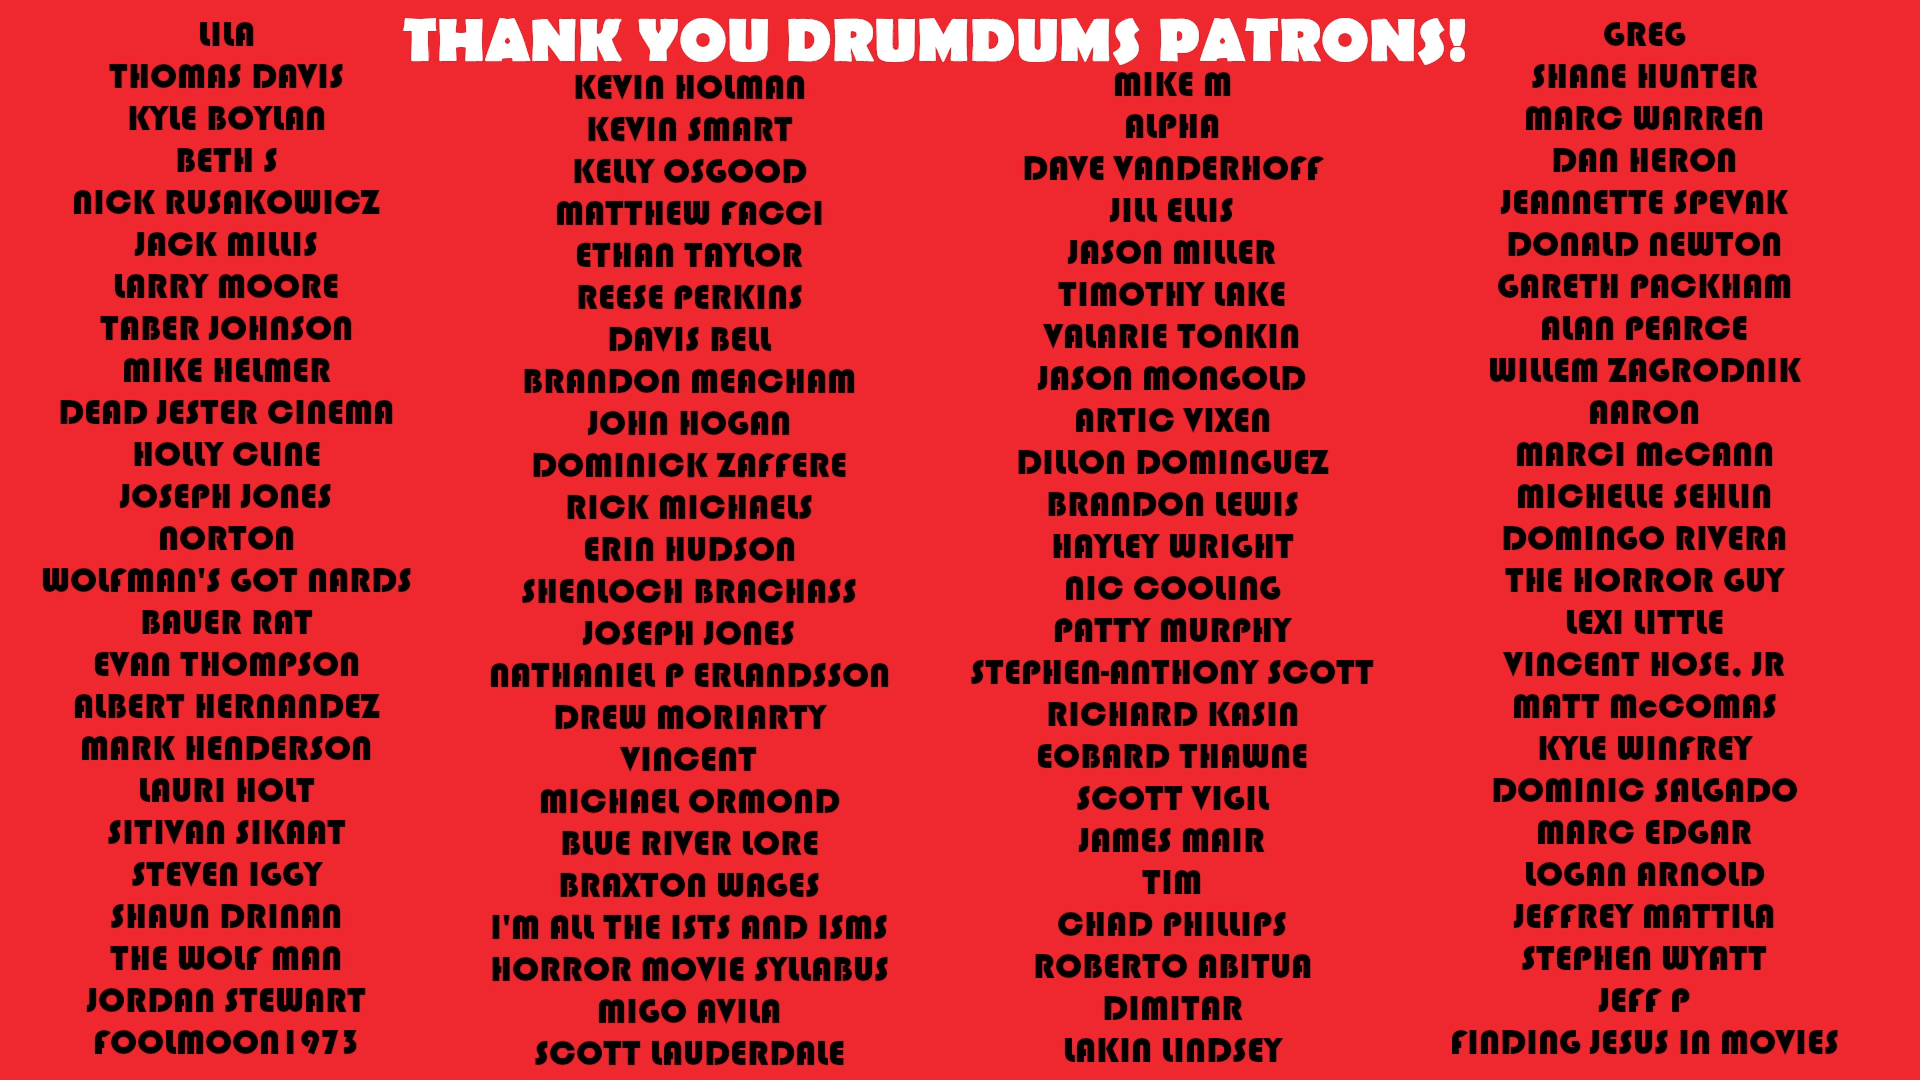 THANK YOU DRUMDUMS PATRONS!
LILA
THOMAS DAVIS
KYLE BOYLAN
BETH S
NICK RUSAKOWICZ
JACK MILLIS
LARRY MOORE
TABER JOHNSON
MIKE HELMER
DEAD JESTER CINEMA
HOLLY CLINE
JOSEPH JONES
NORTON
WOLFMAN'S GOT NARDS
BAUER RAT
EVAN THOMPSON
ALBERT HERNANDEZ
MARK HENDERSON
LAURI HOLT
SITIVAN SIKAAT
STEVEN IGGY
SHAUN DRINAN
THE WOLF MAN
JORDAN STEWART
FOOLMOON1973
KEVIN HOLMAN
KEVIN SMART
KELLY OSGOOD
MATTHEW FACCI
ETHAN TAYLOR
REESE PERKINS
DAVIS BELL
BRANDON MEACHAM
JOHN HOGAN
DOMINICK ZAFFERE
RICK MICHAELS
ERIN HUDSON
SHENLOCH BRACHASS
JOSEPH JONES
NATHANIEL P ERLANDSSON
DREW MORIARTY
VINCENT
MICHAEL ORMOND
BLUE RIVER LORE
BRAXTON WAGES
I'M ALL THE ISTS AND ISMS
HORROR MOVIE SYLLABUS
MIGO AVILA
SCOTT LAUDERDALE
MIKE M
ALPHA
DAVE VANDERHOFF
JILL ELLIS
JASON MILLER
TIMOTHY LAKE
VALARIE TONKIN
JASON MONGOLD
ARTIC VIXEN
DILLON DOMINGUEZ
BRANDON LEWIS
HAYLEY WRIGHT
NIC COOLING
PATTY MURPHY
STEPHEN-ANTHONY SCOTT
RICHARD KASIN
EOBARD THAWNE
SCOTT VIGIL
JAMES MAIR
TIM
CHAD PHILLIPS
ROBERTO ABITUA
DIMITAR
LAKIN LINDSEY
GREG
SHANE HUNTER
MARC WARREN
DAN HERON
JEANNETTE SPEVAK
DONALD NEWTON
GARETH PACKHAM
ALAN PEARCE
WILLEM ZAGRODNIK
AARON
MARCI McCANN
MICHELLE SEHLIN
DOMINGO RIVERA
THE HORROR GUY
LEXI LITTLE
VINCENT HOSE, JR
MATT McCOMAS
KYLE WINFREY
DOMINIC SALGADO
MARC EDGAR
LOGAN ARNOLD
JEFFREY MATTILA
STEPHEN WYATT
JEFF P
FINDING JESUS IN MOVIES